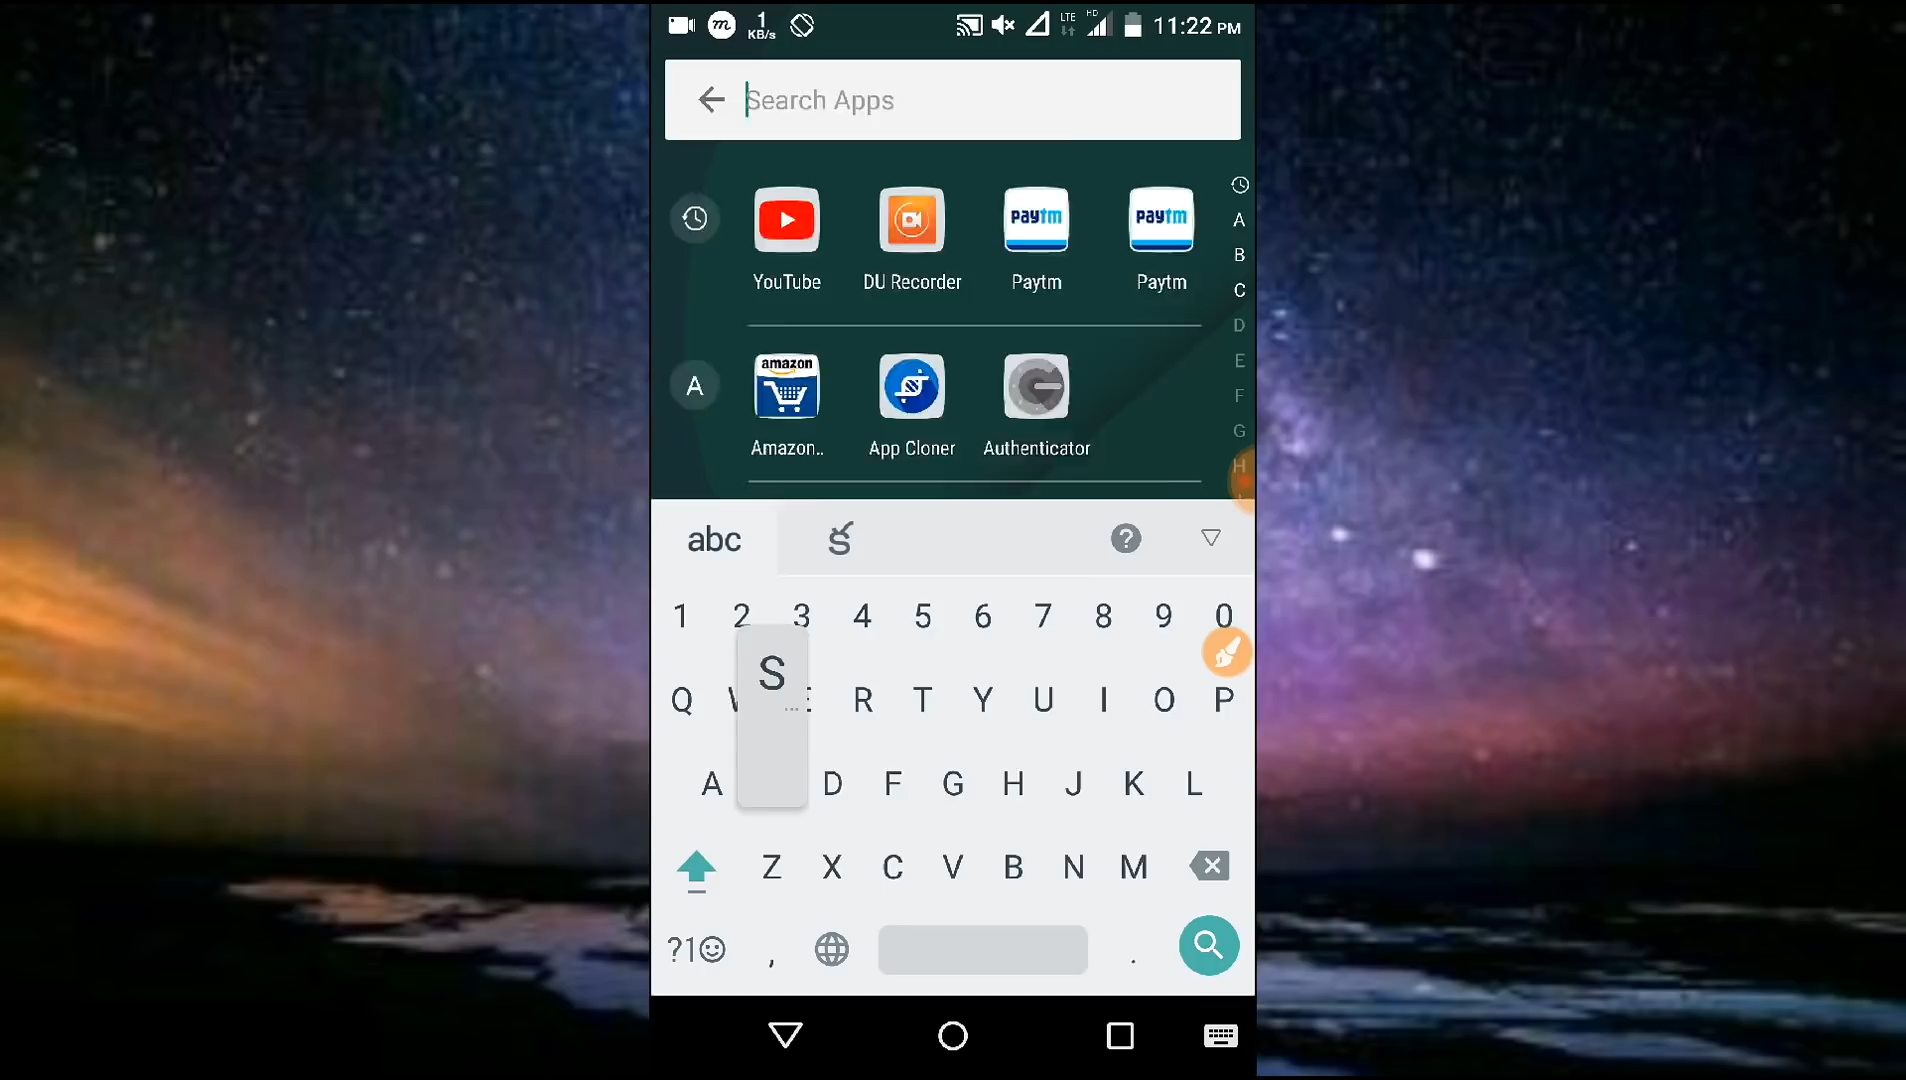 m 1 KB/s LTE HD 11:22 PM
Search Apps
paytm paytm
YouTube DU Recorder Paytm Paytm
A
B
C
D
E
F
G
H
amazon
A
Amazon.. App Cloner Authenticator
abc క
1 2 3 4 5 6 7 8 9 0
S
Q W E R T Y U I O P
A D F G H J K L
Z X C V B N M
?1☺ , .